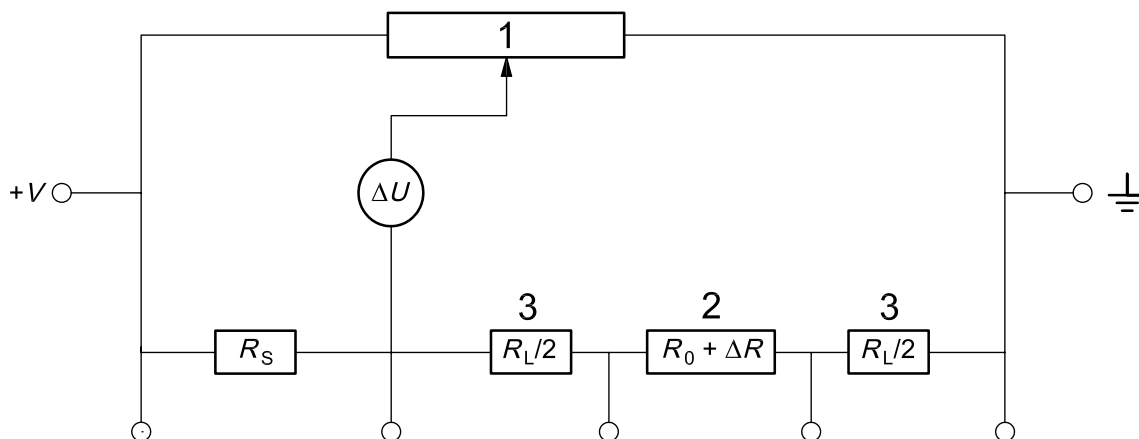 1
+V
ΔU
3
2
3
R_S
R_L/2
R_0 + ΔR
R_L/2